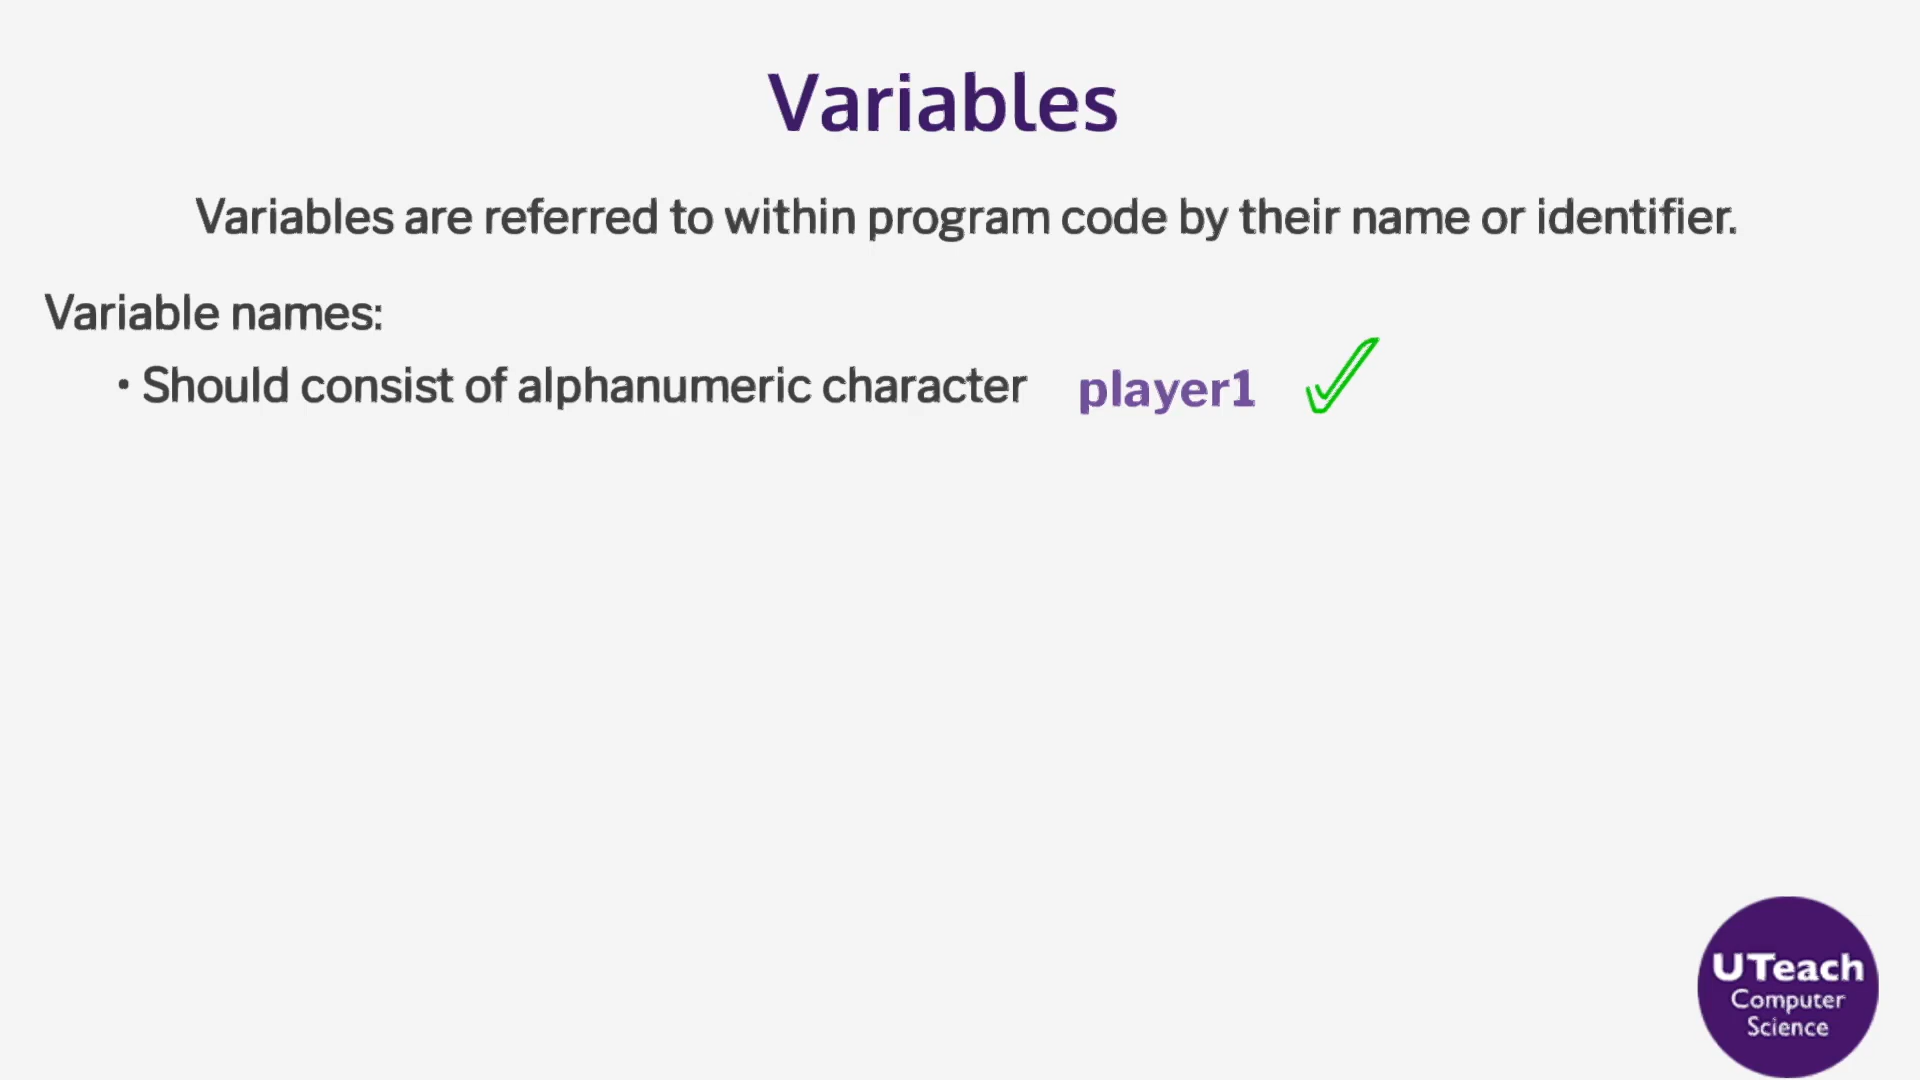 Variables
Variables are referred to within program code by their name or identifier.
Variable names:
• Should consist of alphanumeric character player1
UTeach
Computer
Science